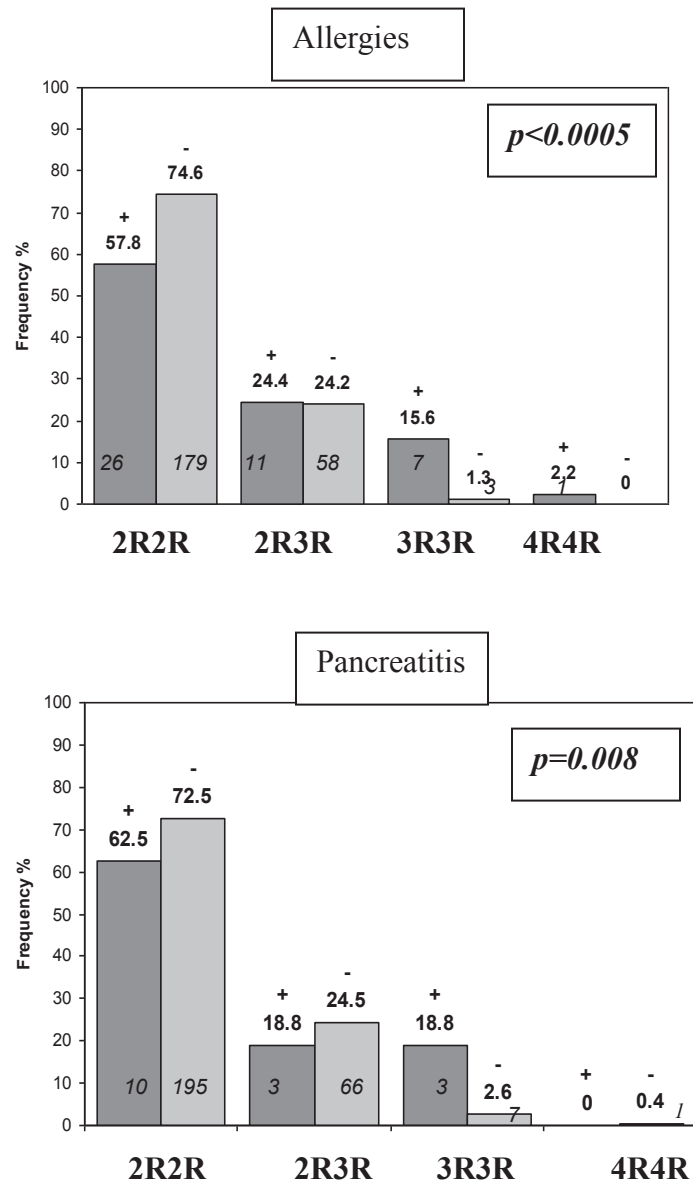 Allergies
p<0.0005
Frequency %
100
90
80
70
60
50
40
30
20
10
0
+ - + - + - + -
57.8 74.6 24.4 24.2 15.6 1.3 2.2 0
26 179 11 58 7 3 1
2R2R 2R3R 3R3R 4R4R
Pancreatitis
p=0.008
Frequency %
100
90
80
70
60
50
40
30
20
10
0
+ - + - + - + -
62.5 72.5 18.8 24.5 18.8 2.6 0 0.4
10 195 3 66 3 7 1
2R2R 2R3R 3R3R 4R4R